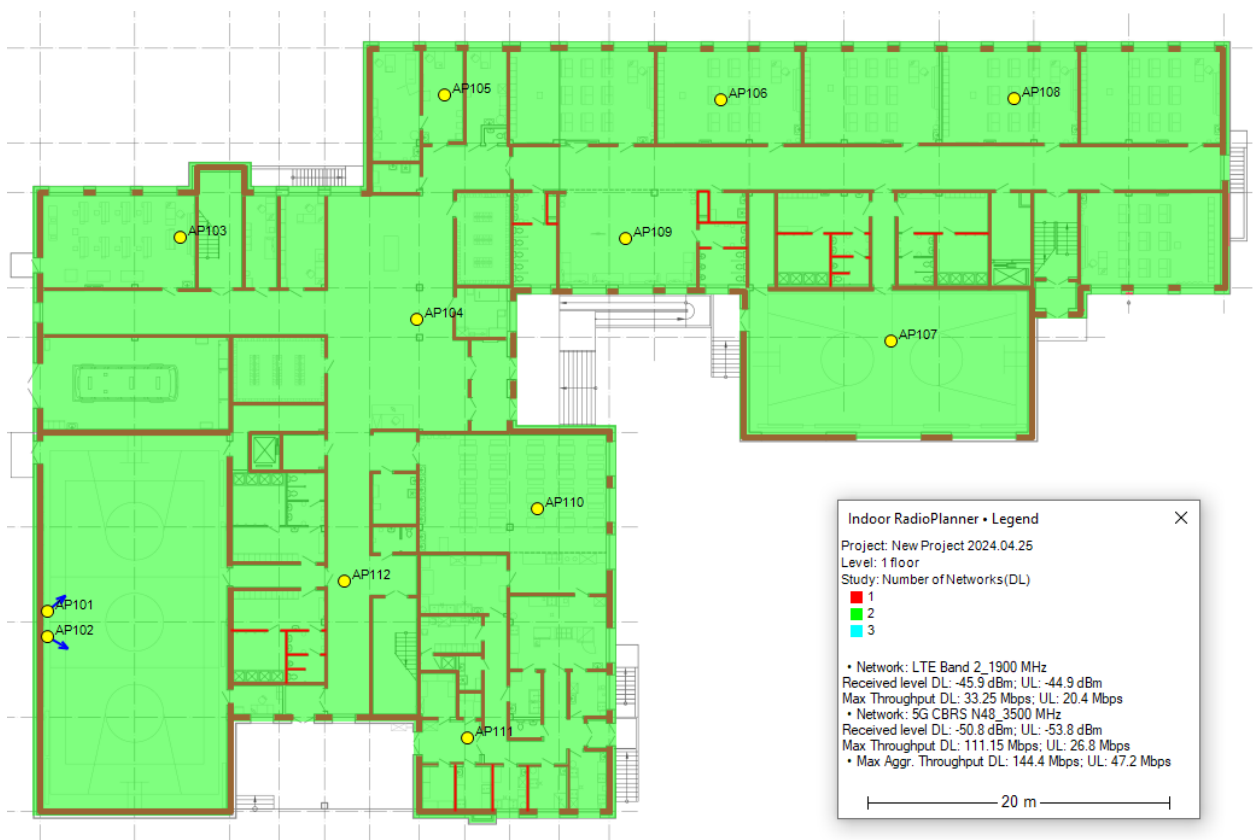 AP105
AP106
AP108
AP103
AP109
AP104
AP107
AP110
AP112
AP101
AP102
AP111
Indoor RadioPlanner • Legend
Project: New Project 2024.04.25
Level: 1 floor
Study: Number of Networks(DL)
1
2
3
• Network: LTE Band 2_1900 MHz
Received level DL: -45.9 dBm; UL: -44.9 dBm
Max Throughput DL: 33.25 Mbps; UL: 20.4 Mbps
• Network: 5G CBRS N48_3500 MHz
Received level DL: -50.8 dBm; UL: -53.8 dBm
Max Throughput DL: 111.15 Mbps; UL: 26.8 Mbps
• Max Aggr. Throughput DL: 144.4 Mbps; UL: 47.2 Mbps
20 m